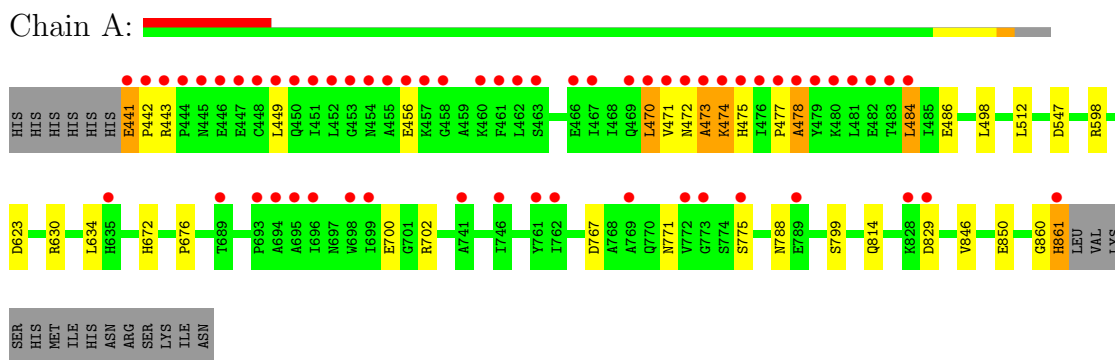 Chain A:
HIS HIS HIS HIS HIS HIS E441 P442 R443 P444 N445 E446 E447 C448 L449 Q450 I451 L452 G453 N454 A455 E456 K457 G458 A459 K460 F461 L462 S463 E466 I467 I468 Q469 L470 V471 N472 A473 K474 H475 I476 P477 A478 Y479 K480 L481 E482 T483 L484 I485 E486 L498 L512 D547 R598
D623 R630 L634 H635 H672 P676 T689 P693 A694 A695 I696 N697 W698 I699 E700 G701 R702 A741 I746 Y761 I762 D767 A768 A769 Q770 N771 V772 G773 S774 S775 N788 E789 S799 Q814 K828 D829 V846 E850 G860 H861 LEU VAL LYS
SER HIS MET ILE HIS ASN ARG SER LYS ILE ASN